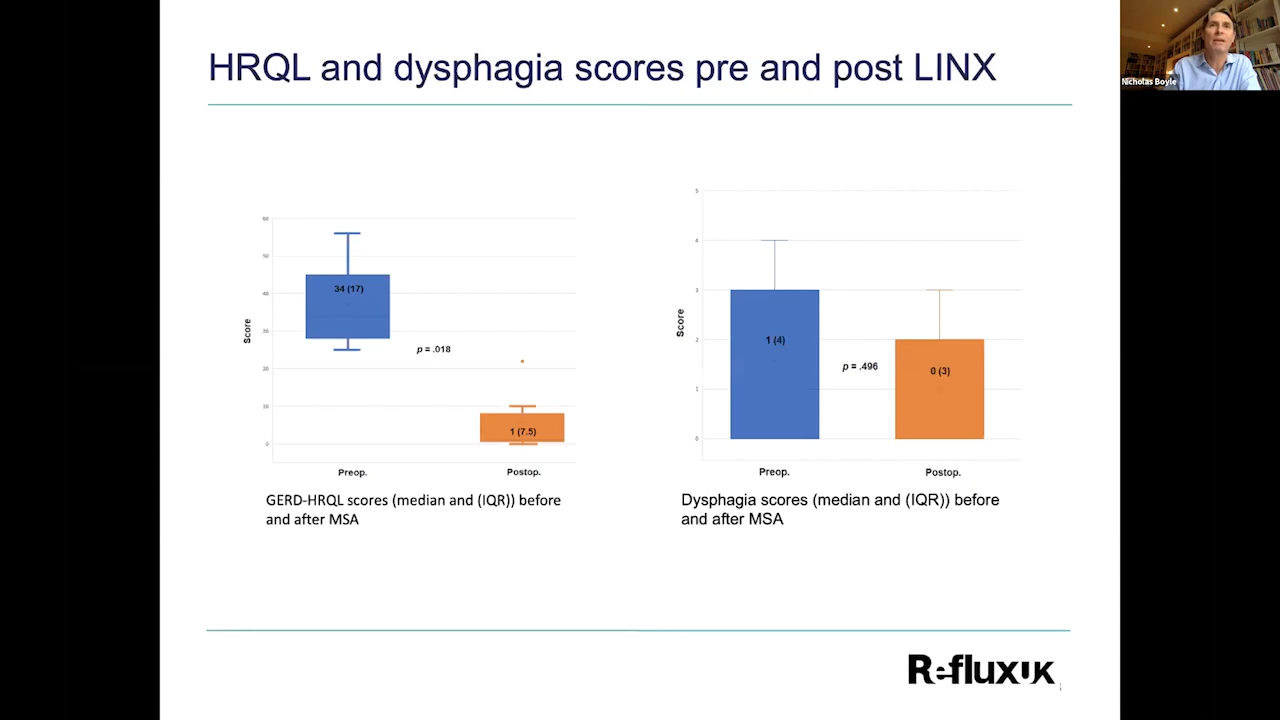 HRQL and dysphagia scores pre and post LINX
Nicholas Boyle
60
50
40
30
20
10
0
Score
34 (17)
p = .018
1 (7.5)
Preop.
Postop.
GERD-HRQL scores (median and (IQR)) before
and after MSA
5
4
3
2
1
0
Score
1 (4)
p = .496
0 (3)
Preop.
Postop.
Dysphagia scores (median and (IQR)) before
and after MSA
RefluxUK